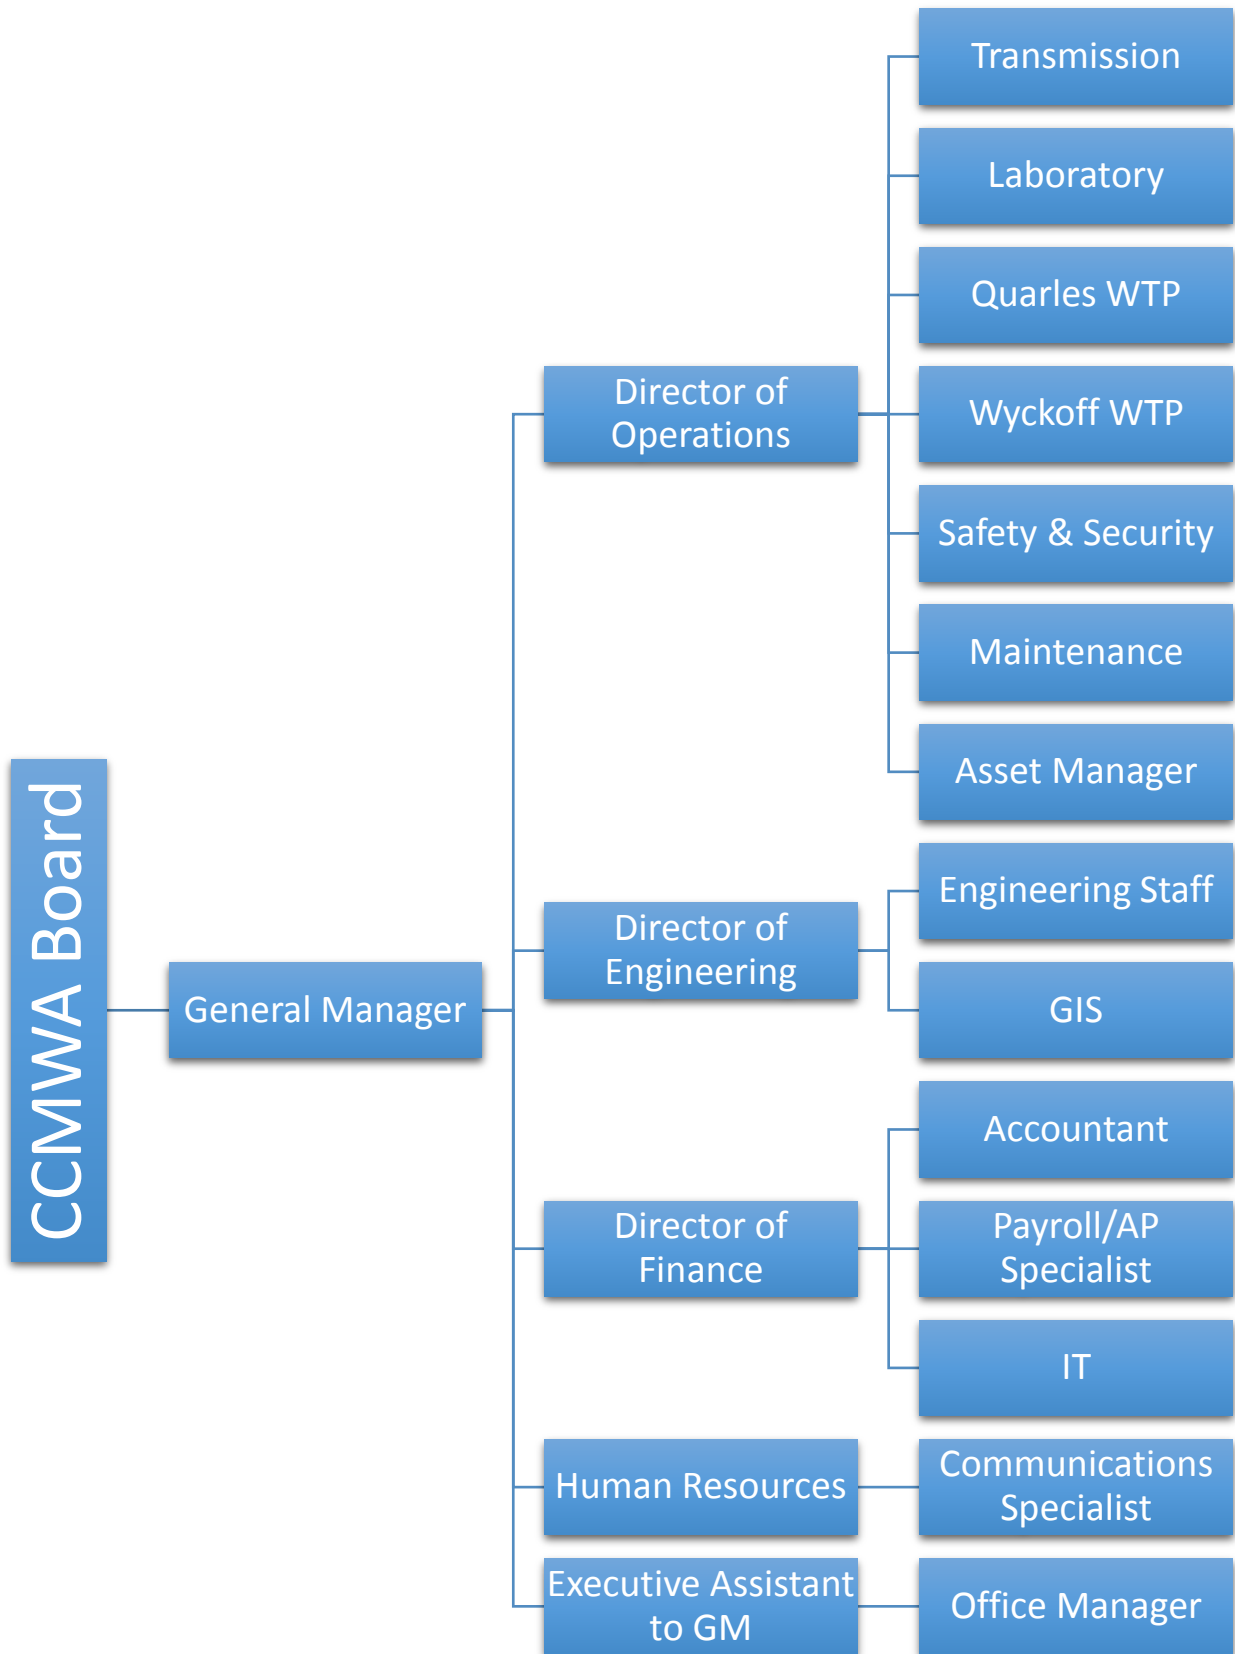 CCMWA Board
General Manager
Director of
Operations
Transmission
Laboratory
Quarles WTP
Wyckoff WTP
Safety & Security
Maintenance
Asset Manager
Director of
Engineering
Engineering Staff
GIS
Director of
Finance
Accountant
Payroll/AP
Specialist
IT
Human Resources
Communications
Specialist
Executive Assistant
to GM
Office Manager